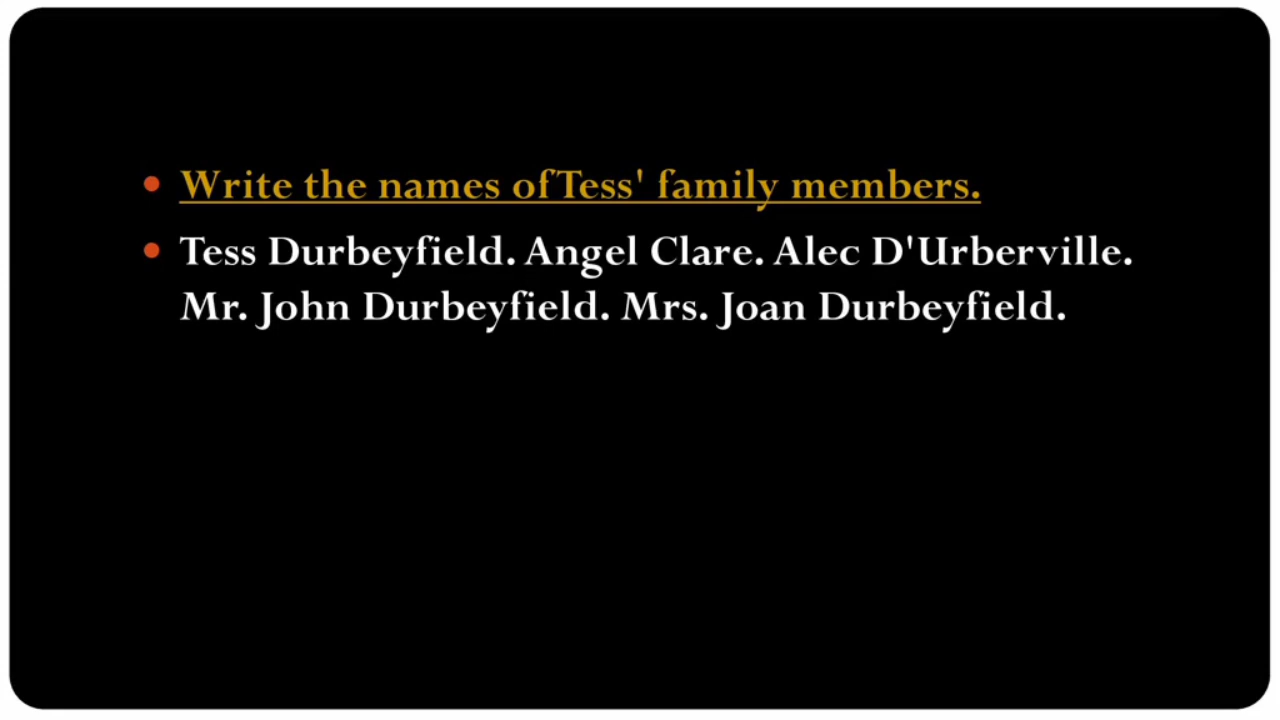 • Write the names of Tess' family members.
• Tess Durbeyfield. Angel Clare. Alec D'Urberville.
Mr. John Durbeyfield. Mrs. Joan Durbeyfield.